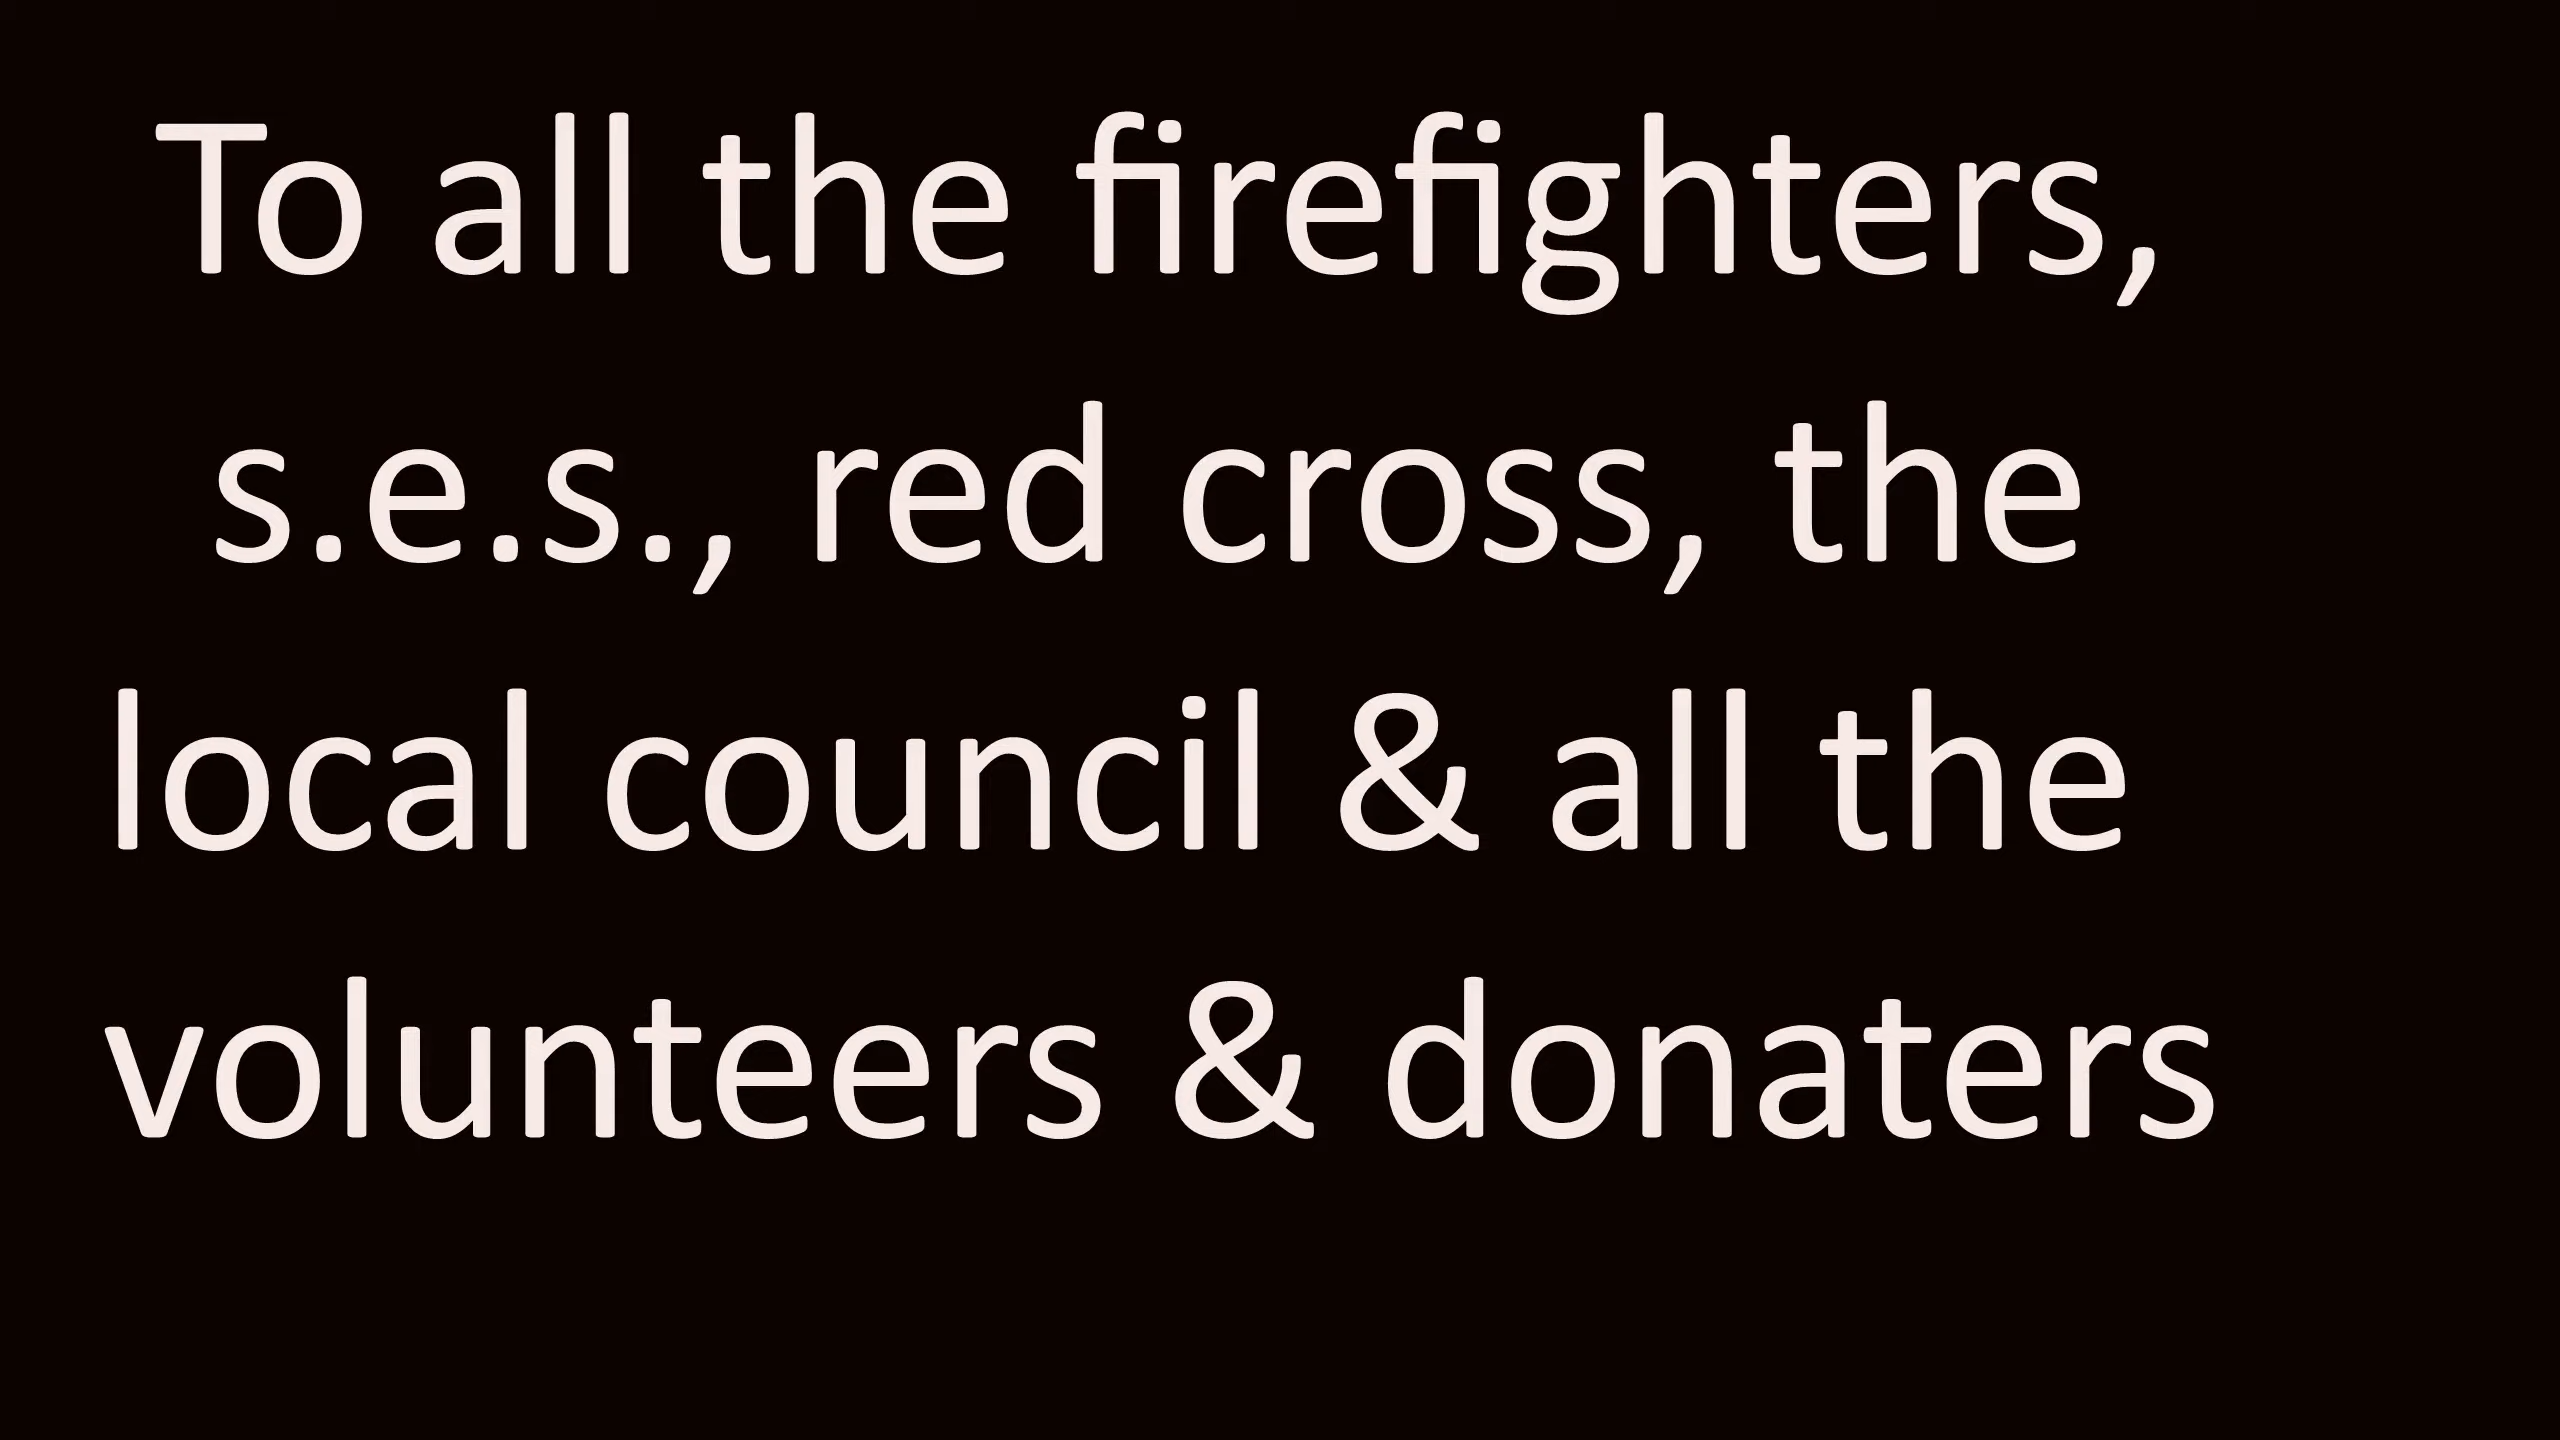 To all the firefighters,
s.e.s., red cross, the
local council & all the
volunteers & donaters